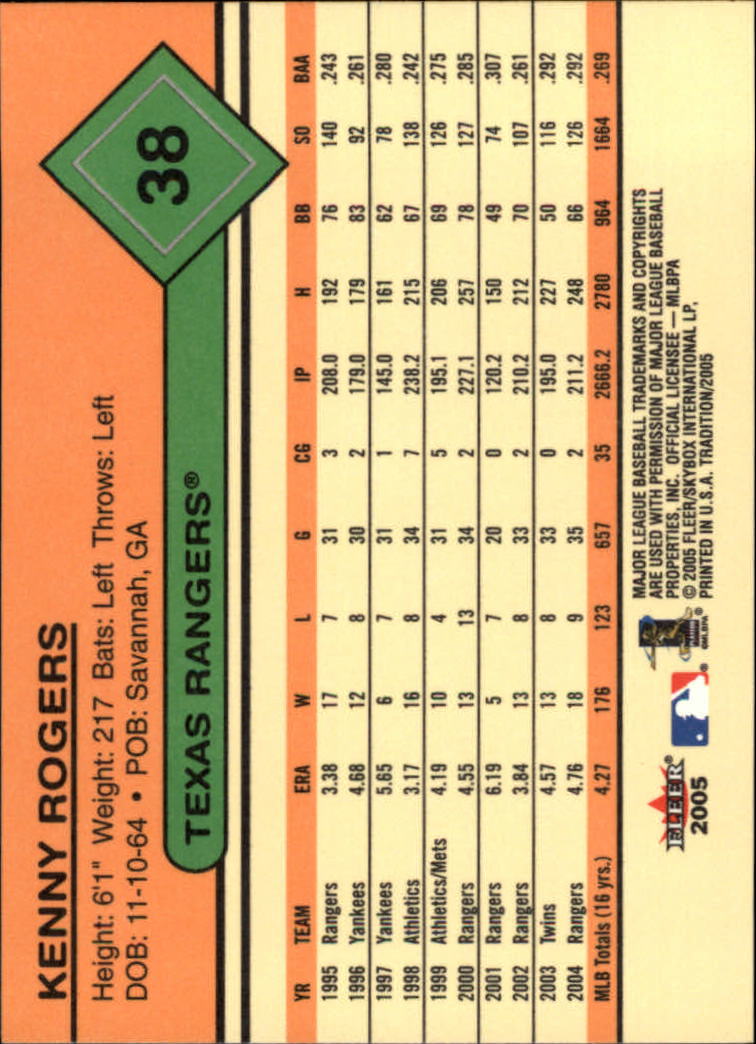 KENNY ROGERS
Height: 6'1" Weight: 217 Bats: Left Throws: Left
DOB: 11-10-64 • POB: Savannah, GA
TEXAS RANGERS®
38
YR TEAM ERA W L G CG IP H BB SO BAA
1995 Rangers 3.38 17 7 31 3 208.0 192 76 140 .243
1996 Yankees 4.68 12 8 30 2 179.0 179 83 92 .261
1997 Yankees 5.65 6 7 31 1 145.0 161 62 78 .280
1998 Athletics 3.17 16 8 34 7 238.2 215 67 138 .242
1999 Athletics/Mets 4.19 10 4 31 5 195.1 206 69 126 .275
2000 Rangers 4.55 13 13 34 2 227.1 257 78 127 .285
2001 Rangers 6.19 5 7 20 0 120.2 150 49 74 .307
2002 Rangers 3.84 13 8 33 2 210.2 212 70 107 .261
2003 Twins 4.57 13 8 33 0 195.0 227 50 116 .292
2004 Rangers 4.76 18 9 35 2 211.2 248 66 126 .292
MLB Totals (16 yrs.) 4.27 176 123 657 35 2666.2 2780 964 1664 .269
FLEER®
2005
®
©MLBPA
MAJOR LEAGUE BASEBALL TRADEMARKS AND COPYRIGHTS
ARE USED WITH PERMISSION OF MAJOR LEAGUE BASEBALL
PROPERTIES, INC. OFFICIAL LICENSEE — MLBPA
© 2005 FLEER/SKYBOX INTERNATIONAL LP,
PRINTED IN U.S.A. TRADITION/2005